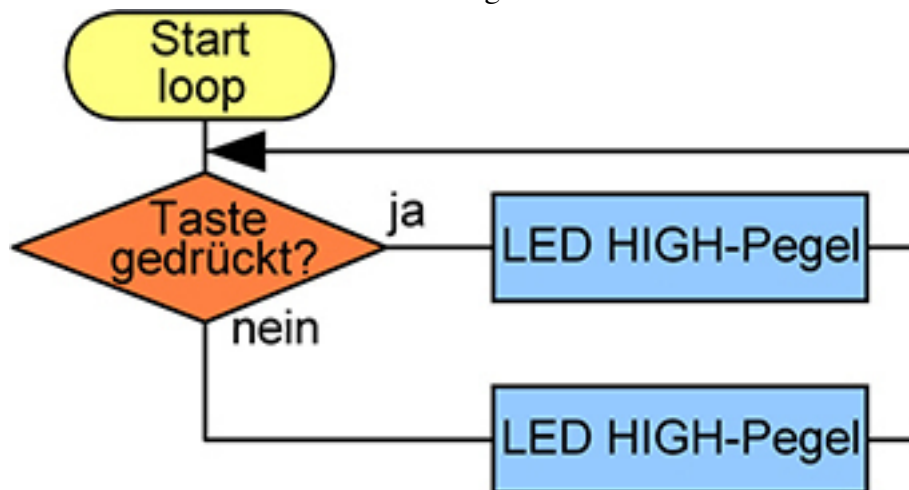 Start
loop
Taste
gedrückt?
ja
LED HIGH-Pegel
nein
LED HIGH-Pegel